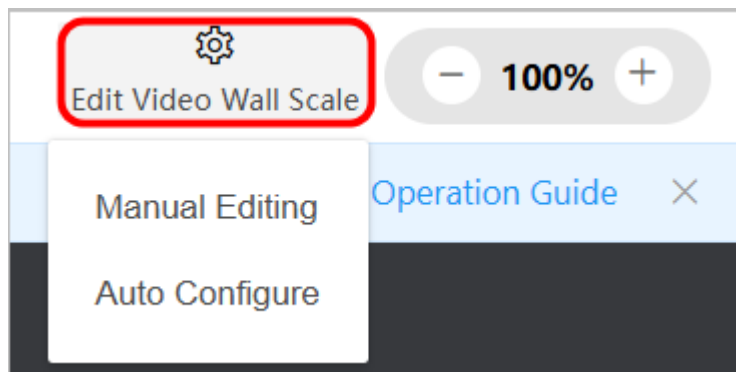 Edit Video Wall Scale
100%
Manual Editing
Operation Guide
Auto Configure